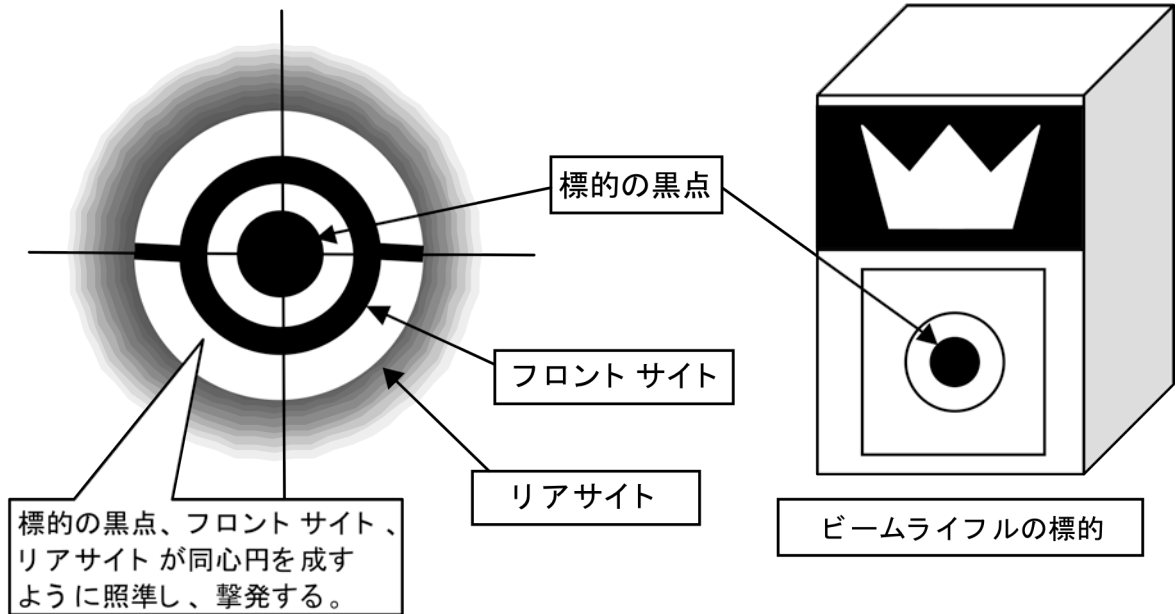 標的の黒点
フロントサイト
リアサイト
標的の黒点、フロントサイト、
リアサイトが同心円を成す
ように照準し、撃発する。
ビームライフルの標的